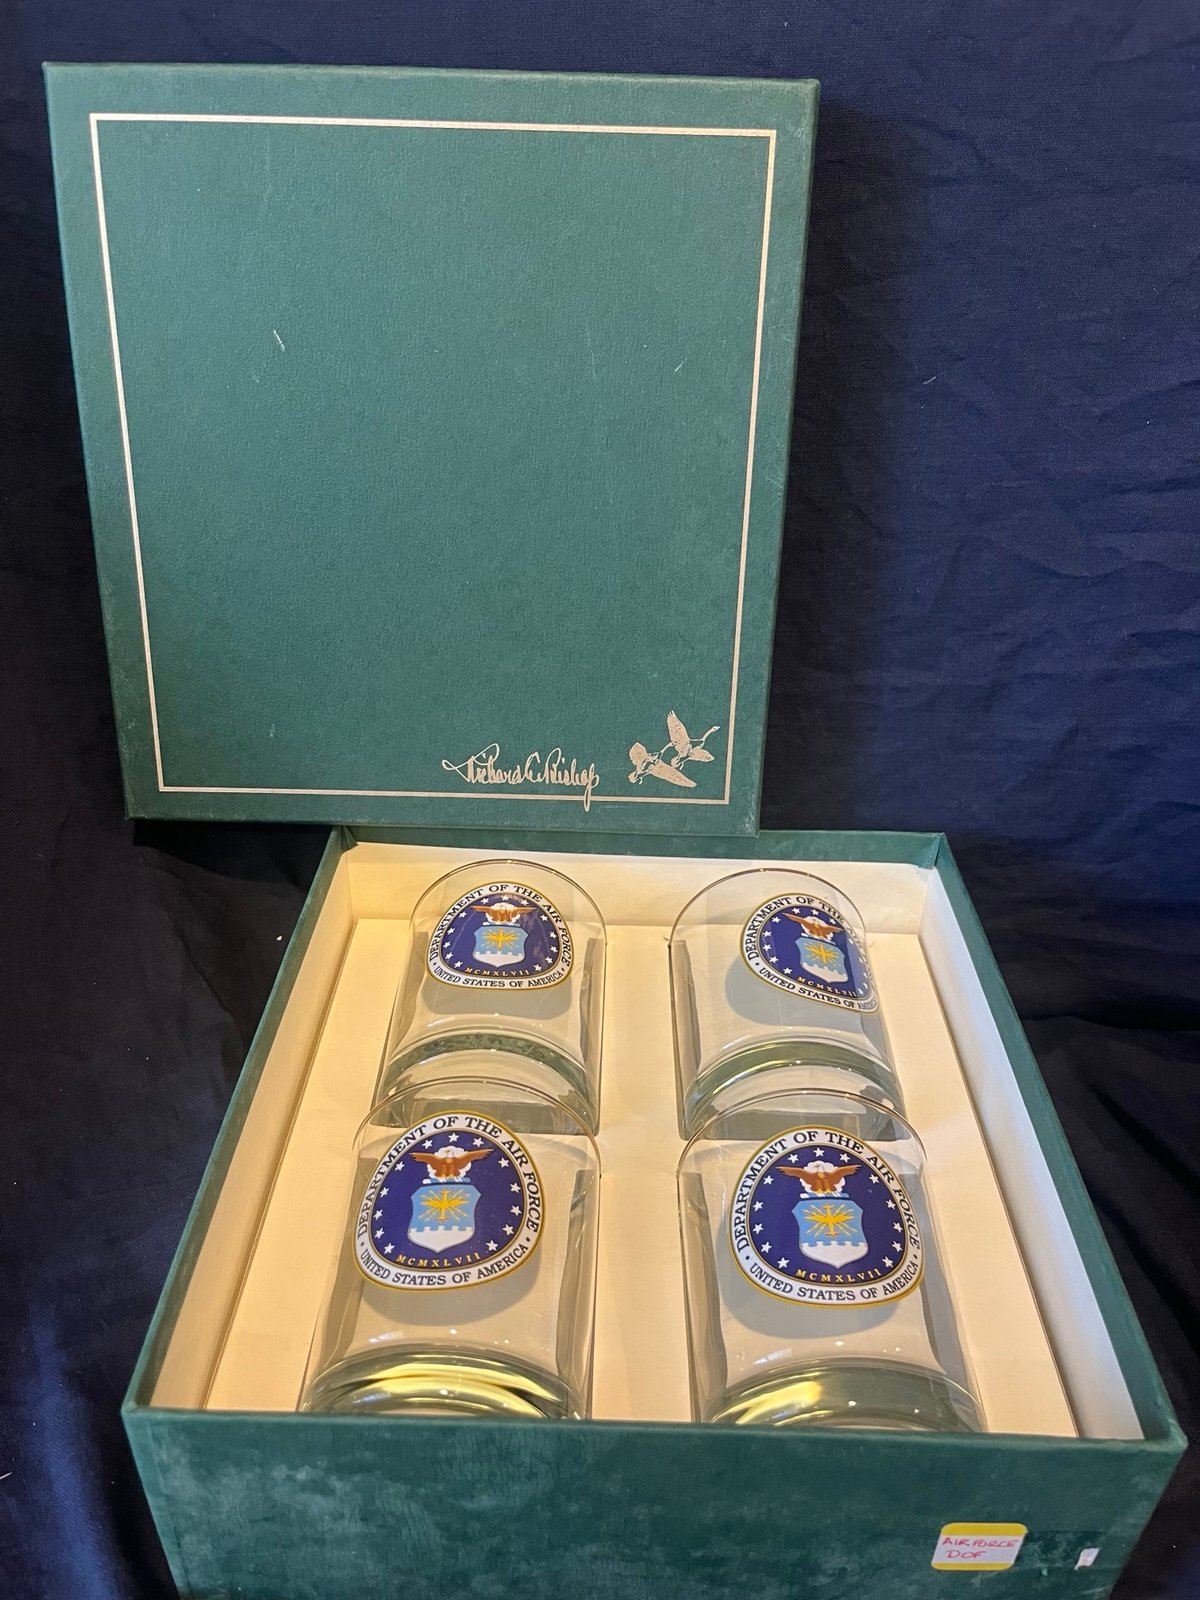 Richard E. Bishop
DEPARTMENT OF THE AIR FORCE
MCMXLVII
• UNITED STATES OF AMERICA •
DEPARTMENT OF THE
MCMXLVII
UNITED STATES OF AMERICA
DEPARTMENT OF THE AIR FORCE
MCMXLVII
• UNITED STATES OF AMERICA •
DEPARTMENT OF THE AIR FORCE
MCMXLVII
• UNITED STATES OF AMERICA •
AIR FORCE
DOF